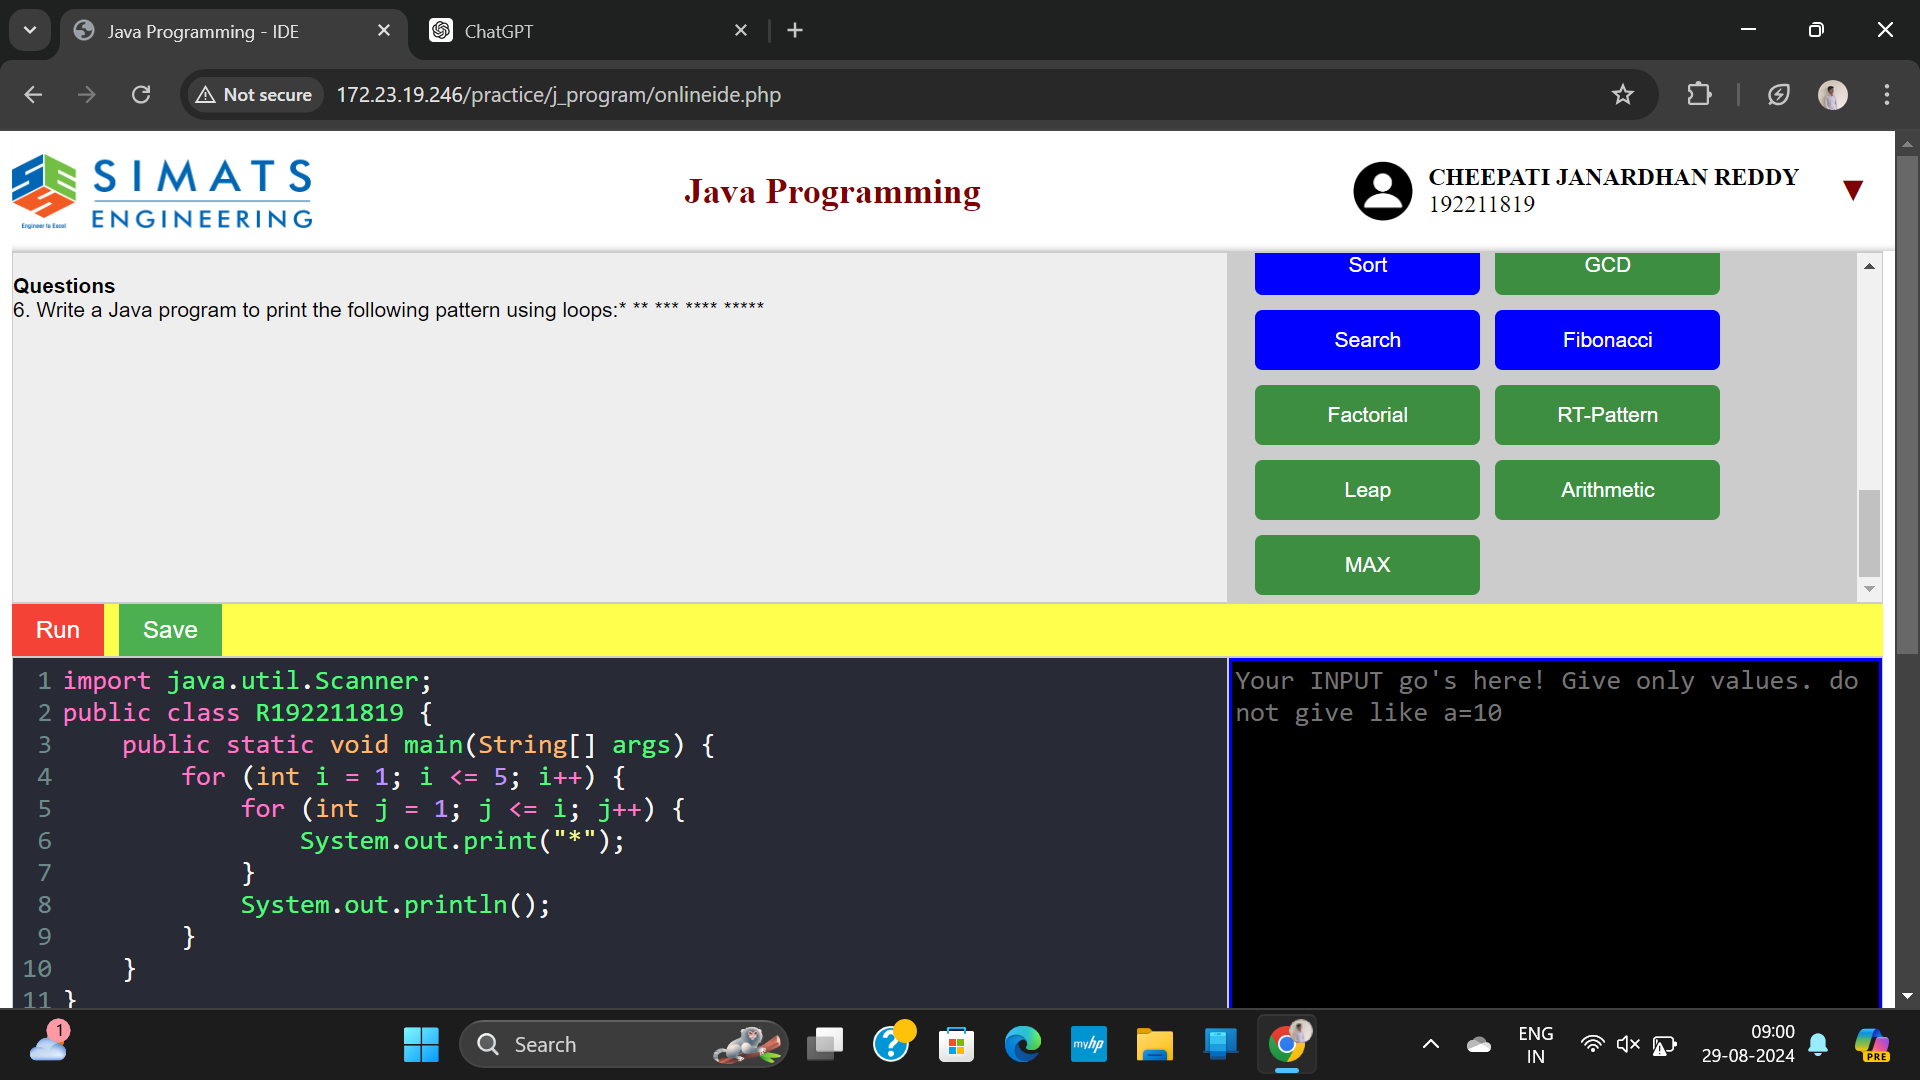 Java Programming - IDE
ChatGPT
Not secure
172.23.19.246/practice/j_program/onlineide.php
SIMATS
ENGINEERING
Engineer to Excel
Java Programming
CHEEPATI JANARDHAN REDDY
192211819
▼
Questions
6. Write a Java program to print the following pattern using loops:* ** *** **** *****
Sort
GCD
Search
Fibonacci
Factorial
RT-Pattern
Leap
Arithmetic
MAX
Run
Save
1 import java.util.Scanner;
2 public class R192211819 {
3     public static void main(String[] args) {
4         for (int i = 1; i <= 5; i++) {
5             for (int j = 1; j <= i; j++) {
6                 System.out.print("*");
7             }
8             System.out.println();
9         }
10     }
11 }
Your INPUT go's here! Give only values. do
not give like a=10
1
Search
myhp
ENG
IN
09:00
29-08-2024
PRE